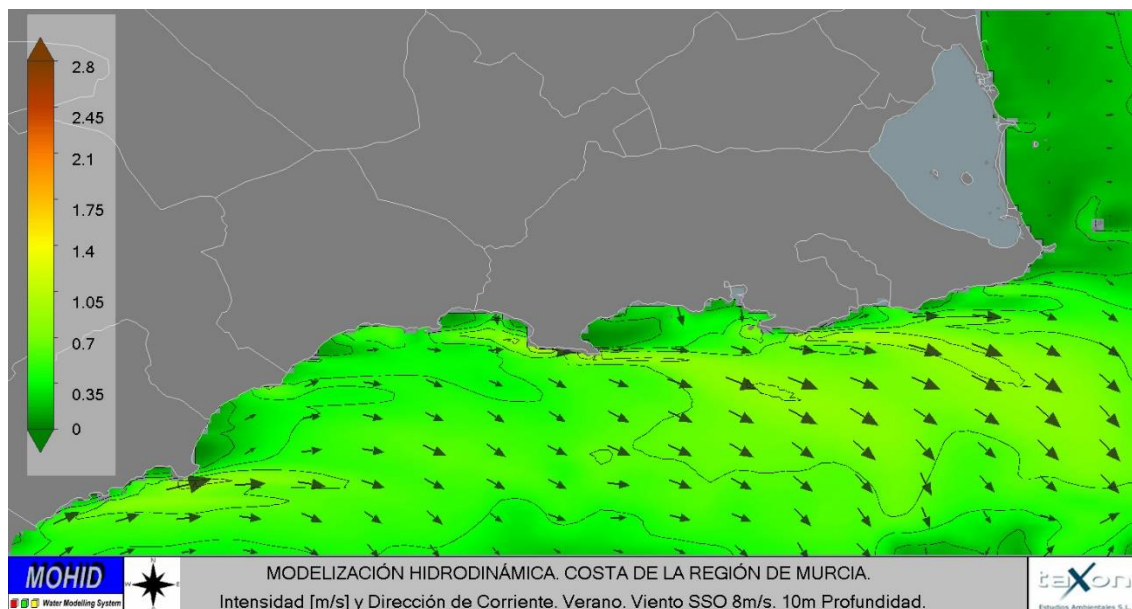 2.8
2.45
2.1
1.75
1.4
1.05
0.7
0.35
0
MOHID
Water Modelling System
N
W
E
S
MODELIZACIÓN HIDRODINÁMICA. COSTA DE LA REGIÓN DE MURCIA.
Intensidad [m/s] y Dirección de Corriente. Verano. Viento SSO 8m/s. 10m Profundidad.
taxon
Estudios Ambientales S.L.